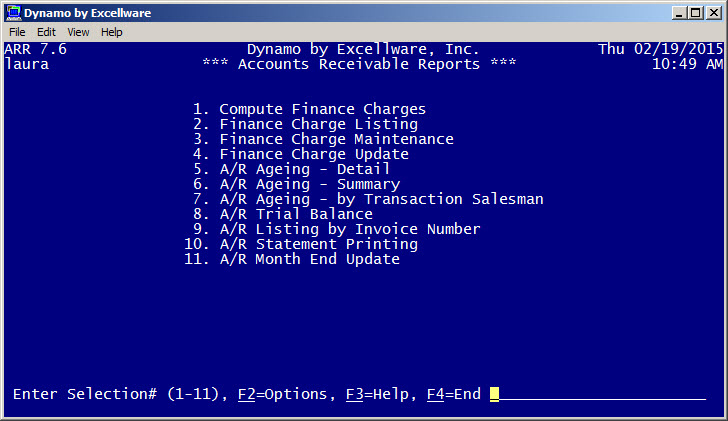 Dynamo by Excellware
File Edit View Help
ARR 7.6 Dynamo by Excellware, Inc. Thu 02/19/2015
laura *** Accounts Receivable Reports *** 10:49 AM
1. Compute Finance Charges
2. Finance Charge Listing
3. Finance Charge Maintenance
4. Finance Charge Update
5. A/R Ageing - Detail
6. A/R Ageing - Summary
7. A/R Ageing - by Transaction Salesman
8. A/R Trial Balance
9. A/R Listing by Invoice Number
10. A/R Statement Printing
11. A/R Month End Update
Enter Selection# (1-11), F2=Options, F3=Help, F4=End